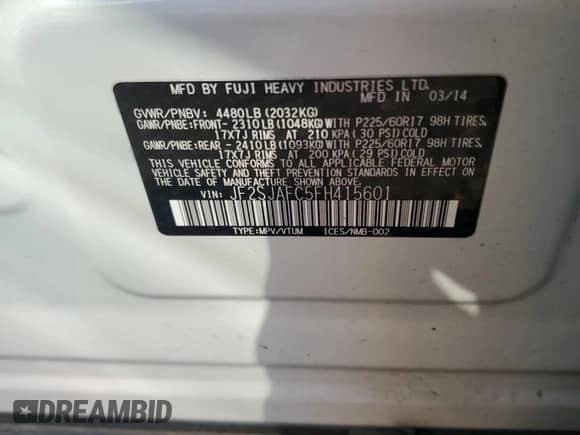 MFD BY FUJI HEAVY INDUSTRIES LTD.
MFD IN 03/14
GVWR/PNBV: 4480LB(2032KG)
GAWR/PNBE:FRONT- 2310LB(1048KG) WITH P225/60R17 98H TIRES,
17X7J RIMS AT 210 KPA(30 PSI)COLD
GAWR/PNBE:REAR - 2410LB(1093KG)WITH P225/60R17 98H TIRES,
17X7J RIMS AT 200 KPA(29 PSI)COLD
THIS VEHICLE CONFORMS TO ALL APPLICABLE FEDERAL MOTOR
VEHICLE SAFETY AND THEFT PREVENTION STANDARDS IN EFFECT ON
THE DATE OF MANUFACTURE SHOWN ABOVE.
VIN: JF2SJAFC5FH415601
TYPE:MPV/VTUM ICES/NMB-002
DREAMBID